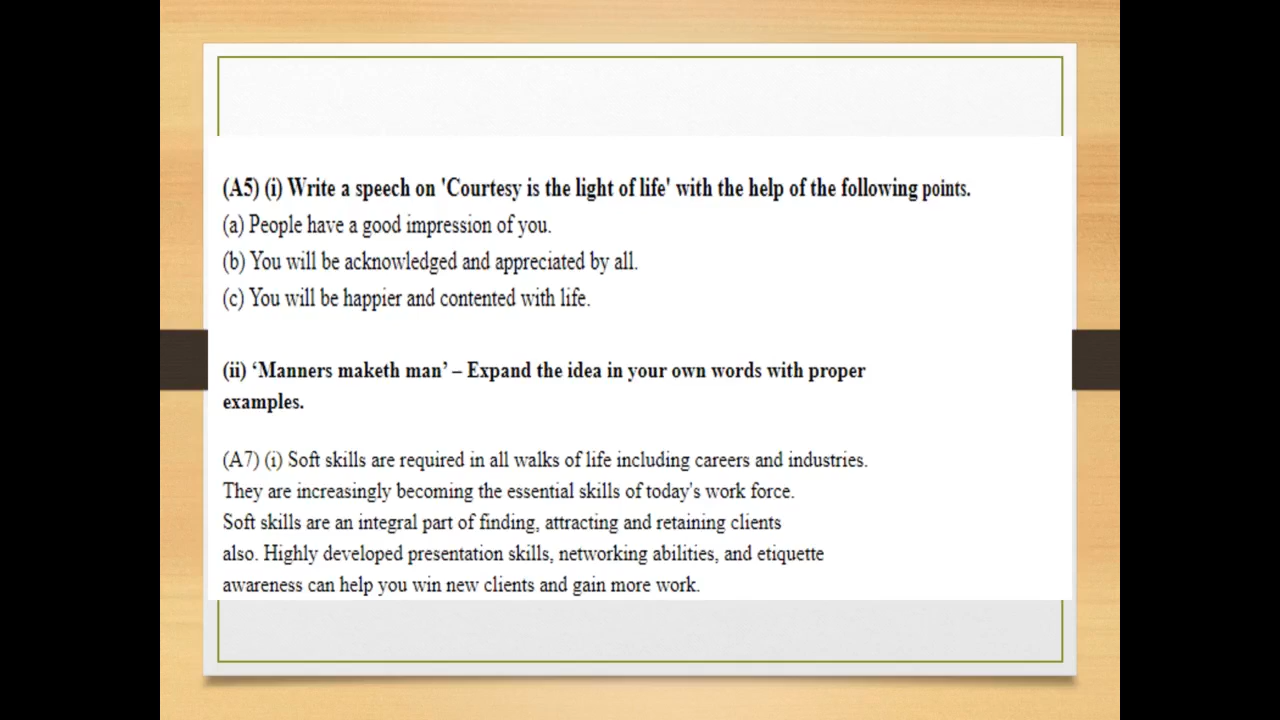 (A5) (i) Write a speech on 'Courtesy is the light of life' with the help of the following points.
(a) People have a good impression of you.
(b) You will be acknowledged and appreciated by all.
(c) You will be happier and contented with life.
(ii) ‘Manners maketh man’ – Expand the idea in your own words with proper
examples.
(A7) (i) Soft skills are required in all walks of life including careers and industries.
They are increasingly becoming the essential skills of today's work force.
Soft skills are an integral part of finding, attracting and retaining clients
also. Highly developed presentation skills, networking abilities, and etiquette
awareness can help you win new clients and gain more work.